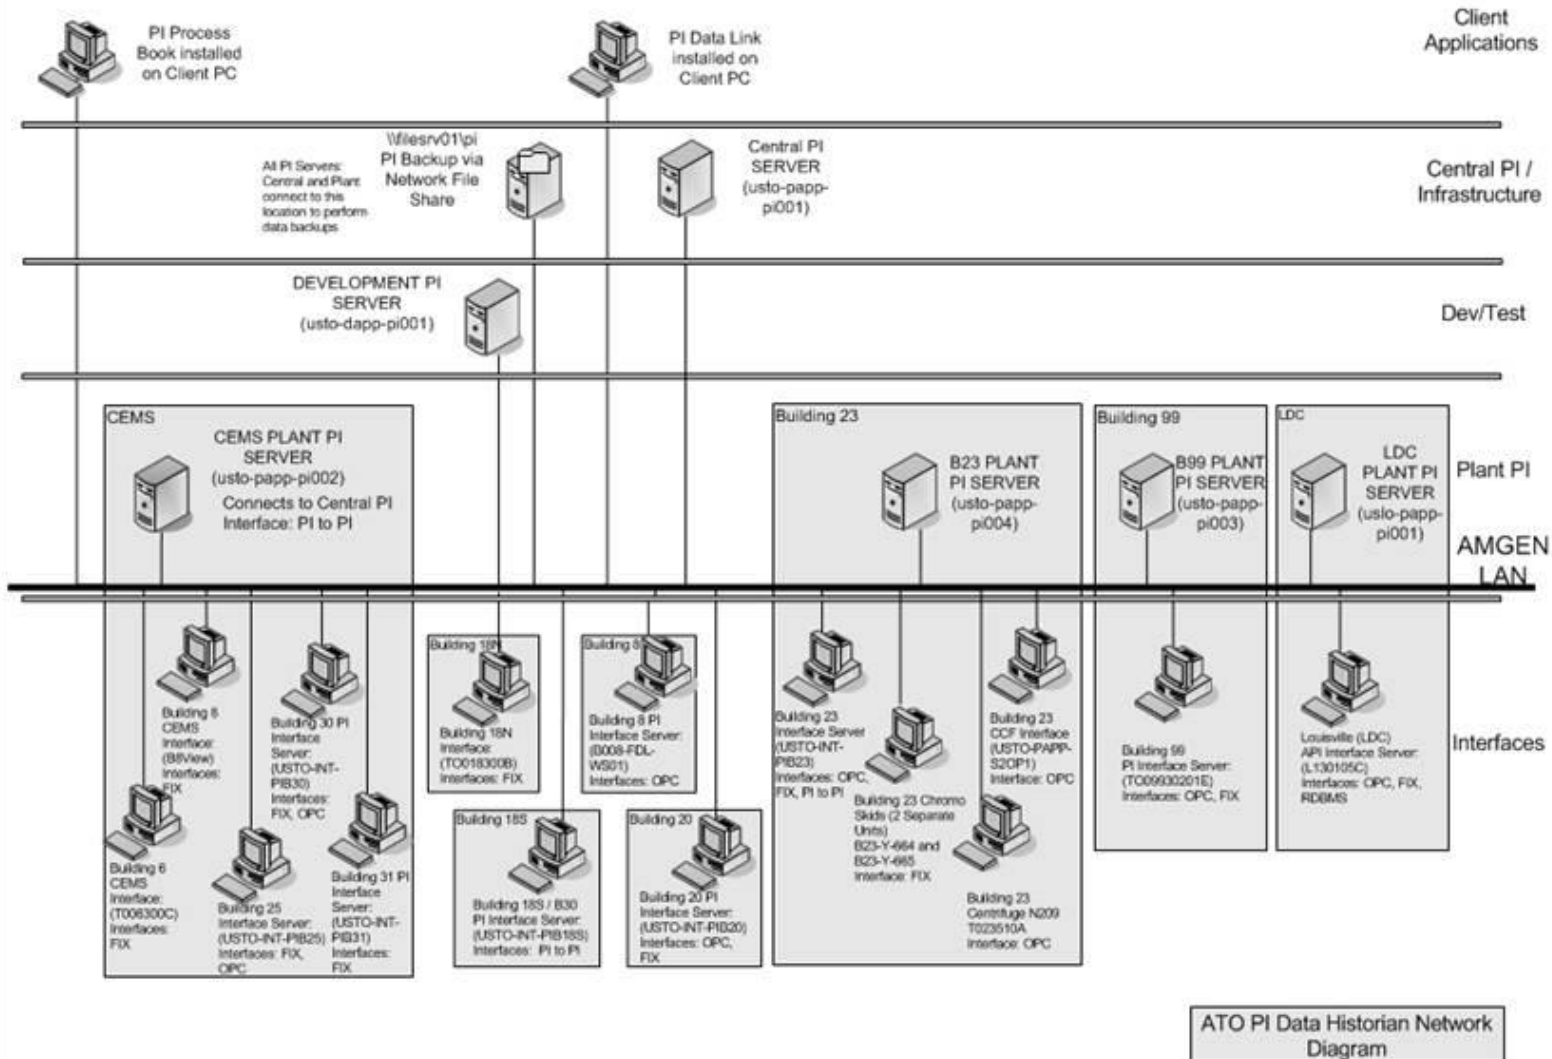 PI Process
Book installed
on Client PC
PI Data Link
installed on
Client PC
Client
Applications
All PI Servers:
Central and Plant
connect to this
location to perform
data backups
\\filesrv01\pi
PI Backup via
Network File
Share
Central PI
SERVER
(usto-papp-
pi001)
Central PI /
Infrastructure
DEVELOPMENT PI
SERVER
(usto-dapp-pi001)
Dev/Test
CEMS
CEMS PLANT PI
SERVER
(usto-papp-pi002)
Connects to Central PI
Interface: PI to PI
Building 23
B23 PLANT
PI SERVER
(usto-papp-
pi004)
Building 99
B99 PLANT
PI SERVER
(usto-papp-
pi003)
LDC
LDC
PLANT PI
SERVER
(uslo-papp-
pi001)
Plant PI
AMGEN
LAN
Building 6
CEMS
Interface:
(T006300C)
Interfaces:
FIX
Building 8
CEMS
Interface:
(B8View)
Interfaces:
FIX
Building 25
Interface Server:
(USTO-INT-PIB25)
Interfaces: FIX,
OPC
Building 30 PI
Interface
Server:
(USTO-INT-
PIB30)
Interfaces:
FIX, OPC
Building 31 PI
Interface
Server:
(USTO-INT-
PIB31)
Interfaces:
FIX
Building 18N
Building 18N
Interface:
(TO018300B)
Interfaces: FIX
Building 18S
Building 18S / B30
PI Interface Server:
(USTO-INT-PIB18S)
Interfaces: PI to PI
Building 8
Building 8 PI
Interface Server:
(B008-FDL-
WS01)
Interfaces: OPC
Building 20
Building 20 PI
Interface Server:
(USTO-INT-PIB20)
Interfaces: OPC,
FIX
Building 23
Interface Server
(USTO-INT-
PIB23)
Interfaces: OPC,
FIX, PI to PI
Building 23 Chromo
Skids (2 Separate
Units)
B23-Y-664 and
B23-Y-665
Interface: FIX
Building 23
CCF Interface
(USTO-PAPP-
S2OP1)
Interface: OPC
Building 23
Centrifuge N209
T023510A
Interface: OPC
Building 99
PI Interface Server:
(TO09930201E)
Interfaces: OPC, FIX
Louisville (LDC)
API Interface Server:
(L130105C)
Interfaces: OPC, FIX,
RDBMS
Interfaces
ATO PI Data Historian Network
Diagram